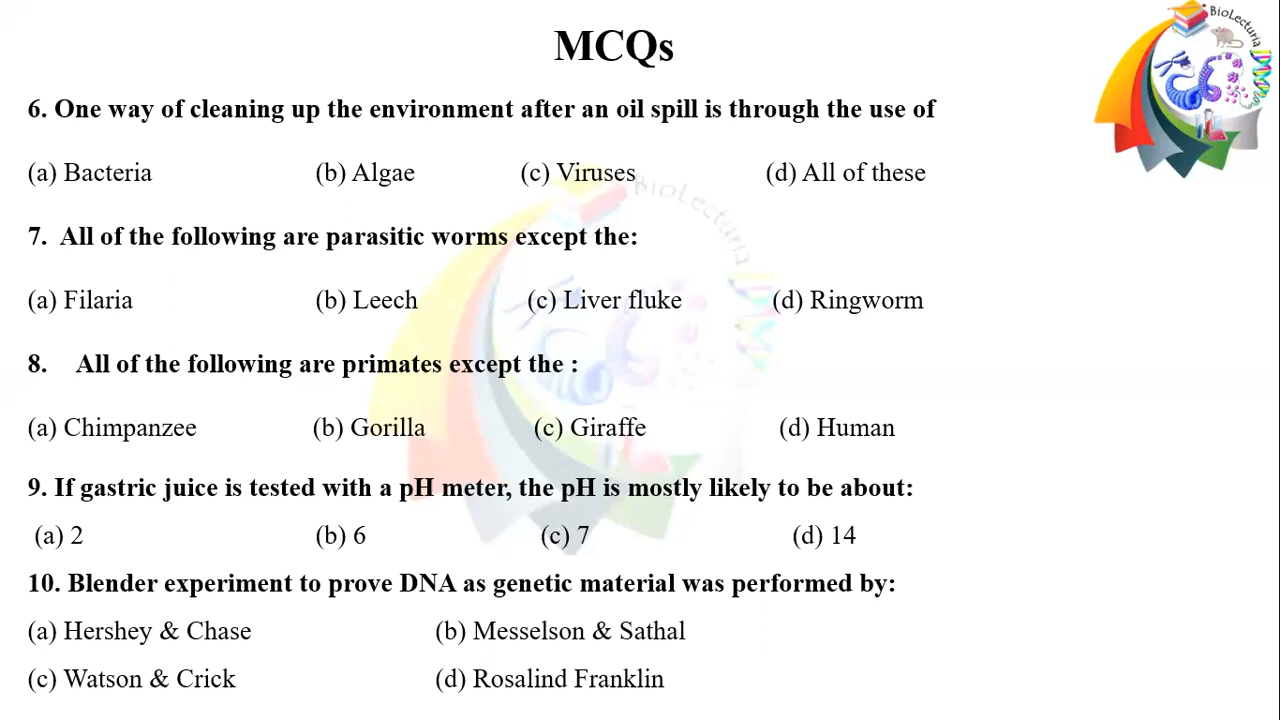 MCQs
BioLecturia
6. One way of cleaning up the environment after an oil spill is through the use of
(a) Bacteria (b) Algae (c) Viruses (d) All of these
BioLecturia
7. All of the following are parasitic worms except the:
(a) Filaria (b) Leech (c) Liver fluke (d) Ringworm
8. All of the following are primates except the :
(a) Chimpanzee (b) Gorilla (c) Giraffe (d) Human
9. If gastric juice is tested with a pH meter, the pH is mostly likely to be about:
(a) 2 (b) 6 (c) 7 (d) 14
10. Blender experiment to prove DNA as genetic material was performed by:
(a) Hershey & Chase (b) Messelson & Sathal
(c) Watson & Crick (d) Rosalind Franklin